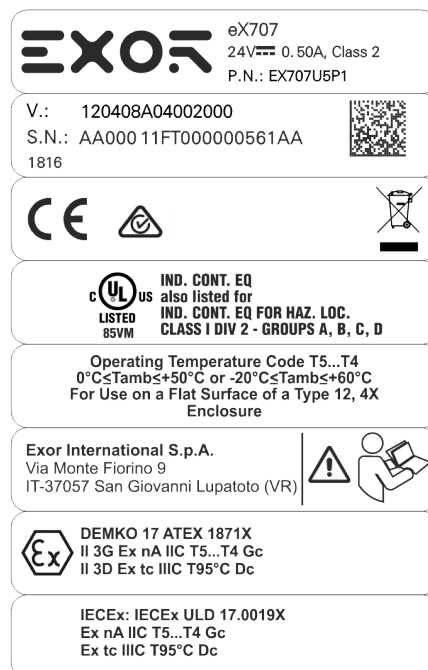 EXOR
eX707
24V 0.50A, Class 2
P.N.: EX707U5P1
V.: 120408A04002000
S.N.: AA000 11FT000000561AA
1816
CE
C UL US
LISTED
85VM
IND. CONT. EQ
also listed for
IND. CONT. EQ FOR HAZ. LOC.
CLASS I DIV 2 - GROUPS A, B, C, D
Operating Temperature Code T5...T4
0°C≤Tamb≤+50°C or -20°C≤Tamb≤+60°C
For Use on a Flat Surface of a Type 12, 4X
Enclosure
Exor International S.p.A.
Via Monte Fiorino 9
IT-37057 San Giovanni Lupatoto (VR)
Ex
DEMKO 17 ATEX 1871X
II 3G Ex nA IIC T5...T4 Gc
II 3D Ex tc IIIC T95°C Dc
IECEx: IECEx ULD 17.0019X
Ex nA IIC T5...T4 Gc
Ex tc IIIC T95°C Dc